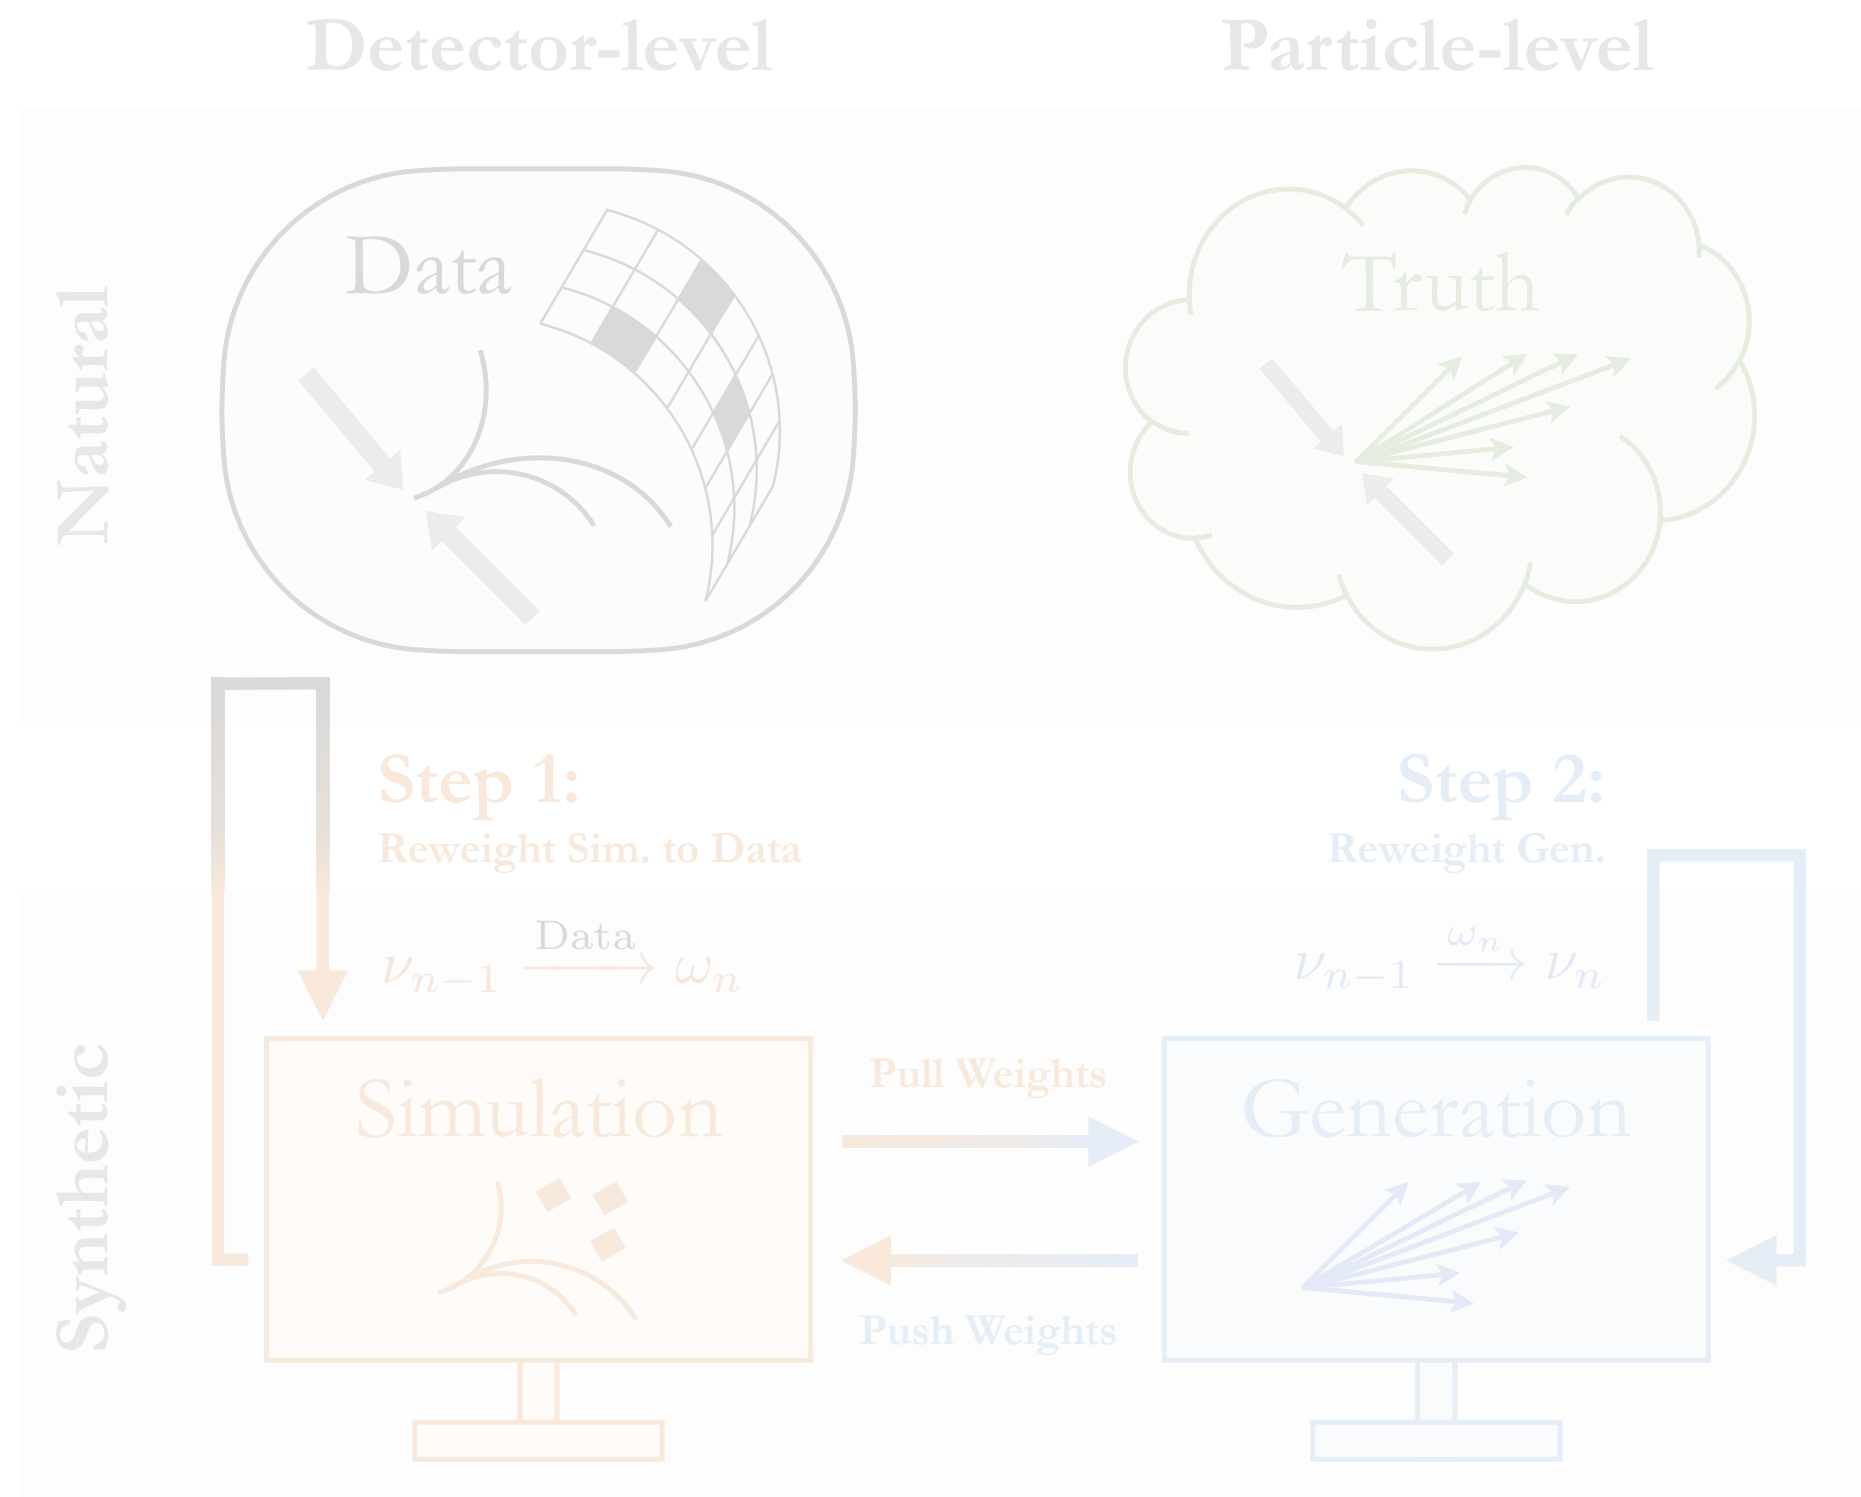 Detector-level
Particle-level
Natural
Data
Truth
Step 1:
Reweight Sim. to Data
Step 2:
Reweight Gen.
Synthetic
νₙ₋₁ —Data→ ωₙ
νₙ₋₁ —ωₙ→ νₙ
Simulation
Pull Weights
Generation
Push Weights